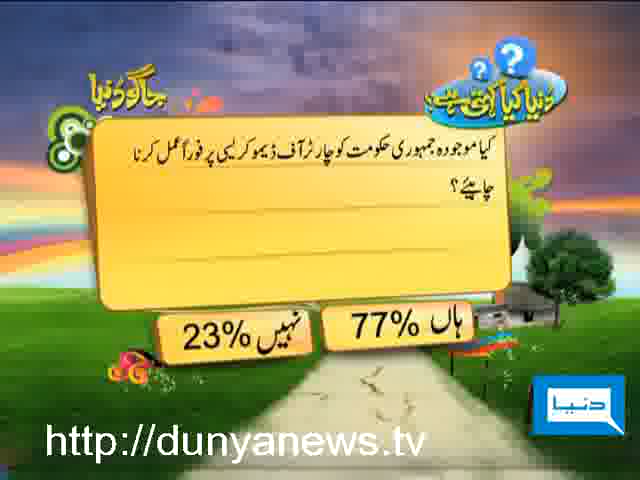 دنیا کیا کہتی ہے؟
جاگو دنیا
کیا موجودہ جمہوری حکومت کو چارٹر آف ڈیموکریسی پر فوراً عمل کرنا
چاہیئے ؟
ہاں 77%
نہیں 23%
دنیا
http://dunyanews.tv